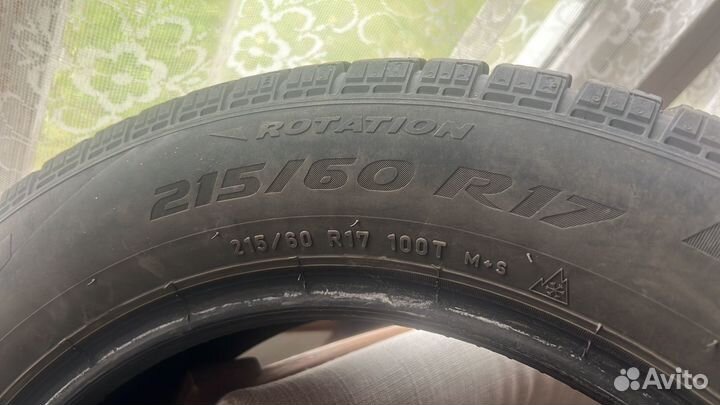 ROTATION
215/60 R17
215/60 R17 100T M+S
Avito